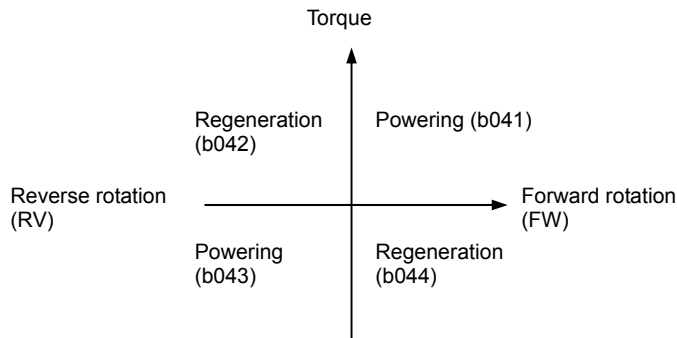 Torque
Regeneration
(b042)
Powering (b041)
Reverse rotation
(RV)
Forward rotation
(FW)
Powering
(b043)
Regeneration
(b044)